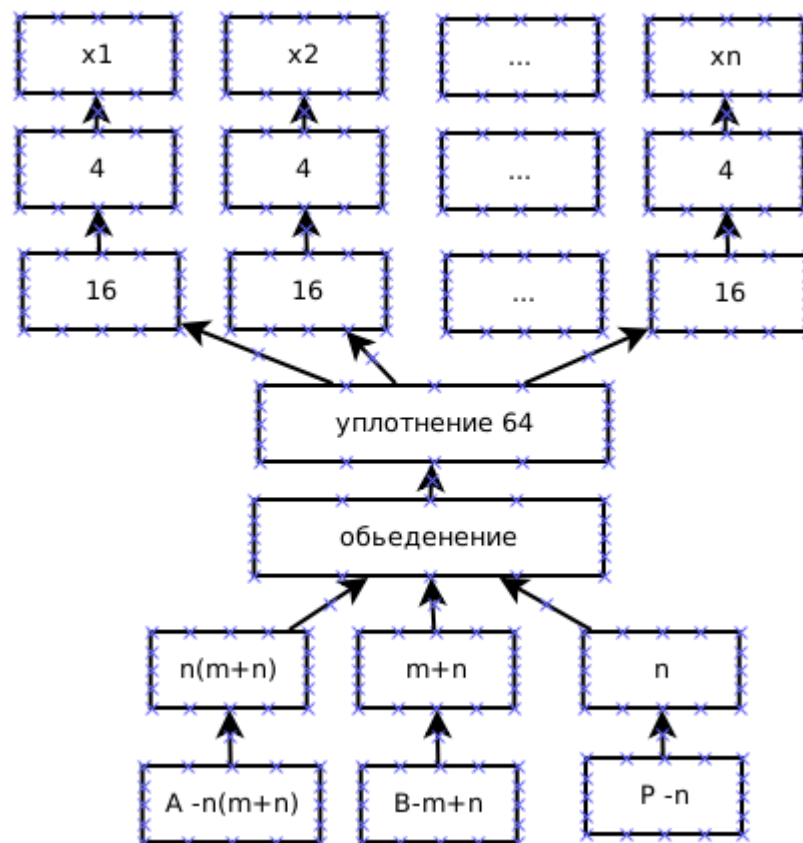 x1 x2 ... xn
4 4 ... 4
16 16 ... 16
уплотнение 64
обьеденение
n(m+n) m+n n
A -n(m+n) B-m+n P -n